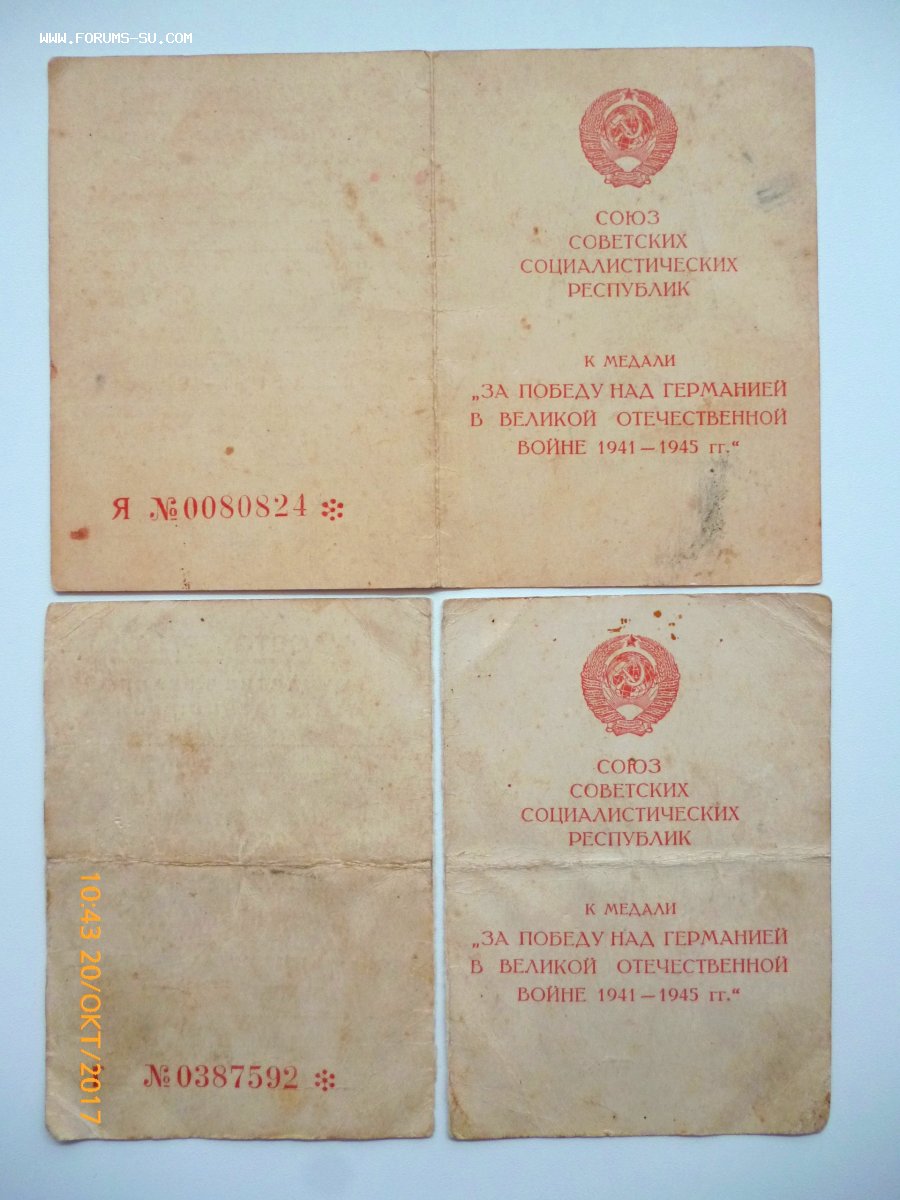 www.forums-su.com
СОЮЗ
СОВЕТСКИХ
СОЦИАЛИСТИЧЕСКИХ
РЕСПУБЛИК
К МЕДАЛИ
„ЗА ПОБЕДУ НАД ГЕРМАНИЕЙ
В ВЕЛИКОЙ ОТЕЧЕСТВЕННОЙ
ВОЙНЕ 1941—1945 гг.“
Я №0080824
СОЮЗ
СОВЕТСКИХ
СОЦИАЛИСТИЧЕСКИХ
РЕСПУБЛИК
К МЕДАЛИ
„ЗА ПОБЕДУ НАД ГЕРМАНИЕЙ
В ВЕЛИКОЙ ОТЕЧЕСТВЕННОЙ
ВОЙНЕ 1941—1945 гг.“
№0387592
10:43 20/ОКТ/2017